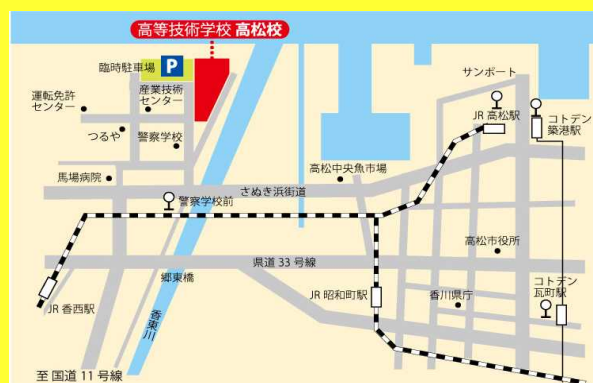 高等技術学校 高松校
臨時駐車場
P
サンポート
運転免許
センター
産業技術
センター
JR 高松駅
コトデン
築港駅
つるや
警察学校
高松中央魚市場
馬場病院
さぬき浜街道
警察学校前
高松市役所
県道 33 号線
郷東橋
コトデン
瓦町駅
JR 昭和町駅
香川県庁
JR 香西駅
香東川
至 国道 11 号線